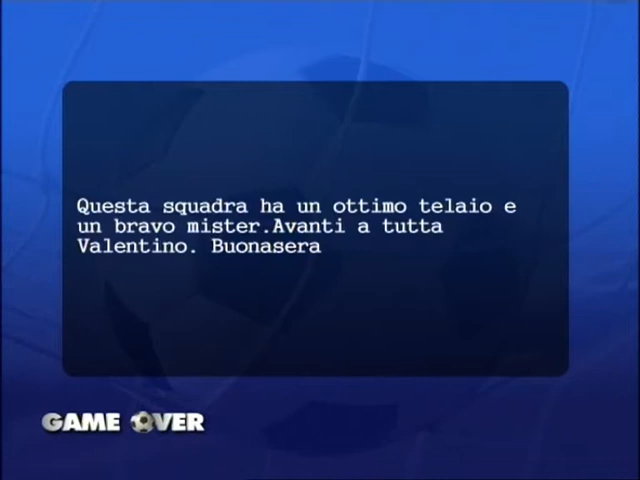 Questa squadra ha un ottimo telaio e
un bravo mister.Avanti a tutta
Valentino. Buonasera
GAME OVER